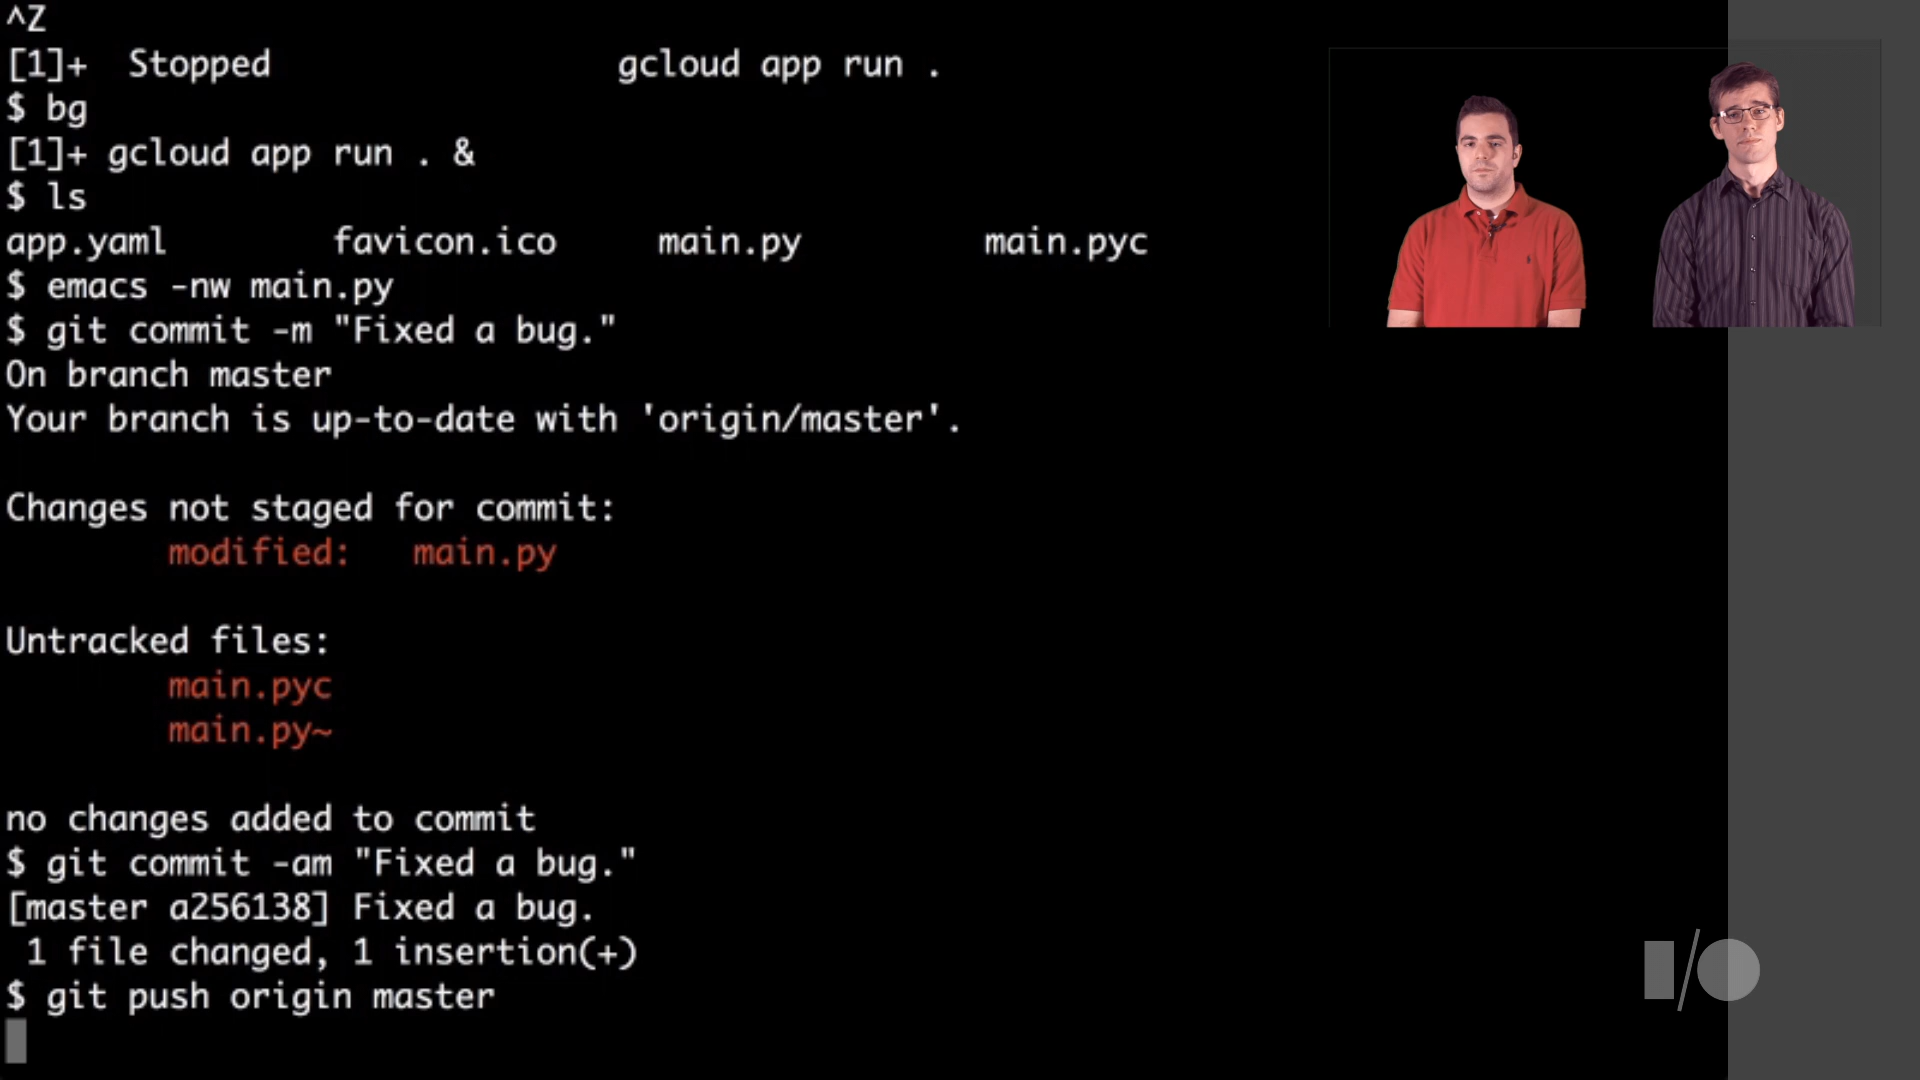 ^Z
[1]+  Stopped                 gcloud app run .
$ bg
[1]+ gcloud app run . &
$ ls
app.yaml        favicon.ico     main.py         main.pyc
$ emacs -nw main.py
$ git commit -m "Fixed a bug."
On branch master
Your branch is up-to-date with 'origin/master'.
Changes not staged for commit:
        modified:   main.py
Untracked files:
        main.pyc
        main.py~
no changes added to commit
$ git commit -am "Fixed a bug."
[master a256138] Fixed a bug.
 1 file changed, 1 insertion(+)
$ git push origin master
I/O